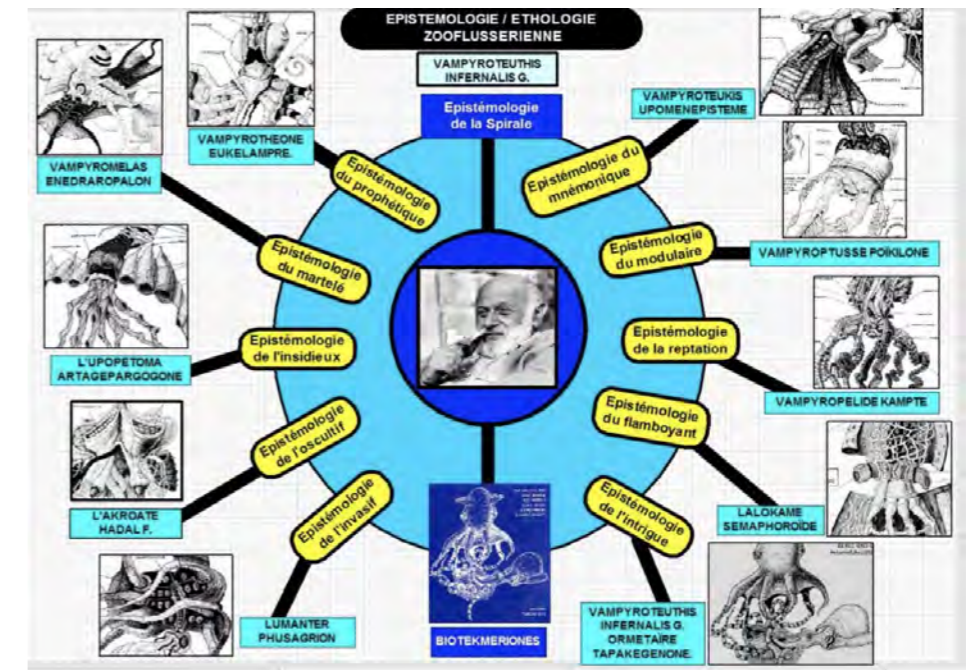 EPISTEMOLOGIE / ETHOLOGIE
ZOOFLUSSERIENNE
VAMPYROTEUTHIS
INFERNALIS G.
Epistémologie
de la Spirale
VAMPYROTEUKIS
UPOMENEPISTEME
VAMPYROTHEONE
EUKELAMPRE.
VAMPYROMELAS
ENEDRAROPALON
Epistémologie
du prophétique
Epistémologie du
mnémonique
Epistémologie
du martelé
Epistémologie
du modulaire
VAMPYROPTUSSE POÏKILONE
L'UPOPETOMA
ARTAGEPARGOGONE
Epistémologie
de l'insidieux
Epistémologie
de la reptation
VAMPYROPELIDE KAMPTE
Epistémologie
de l'oscultif
Epistémologie
du flamboyant
L'AKROATE
HADAL F.
LALOKAME
SEMAPHOROÏDE
Epistémologie
de l'invasif
Epistémologie
de l'intrigue
LUMANTER
PHUSAGRION
BIOTEKMERIONES
VAMPYROTEUTHIS
INFERNALIS G.
ORMETAÏRE
TAPAKEGENONE.